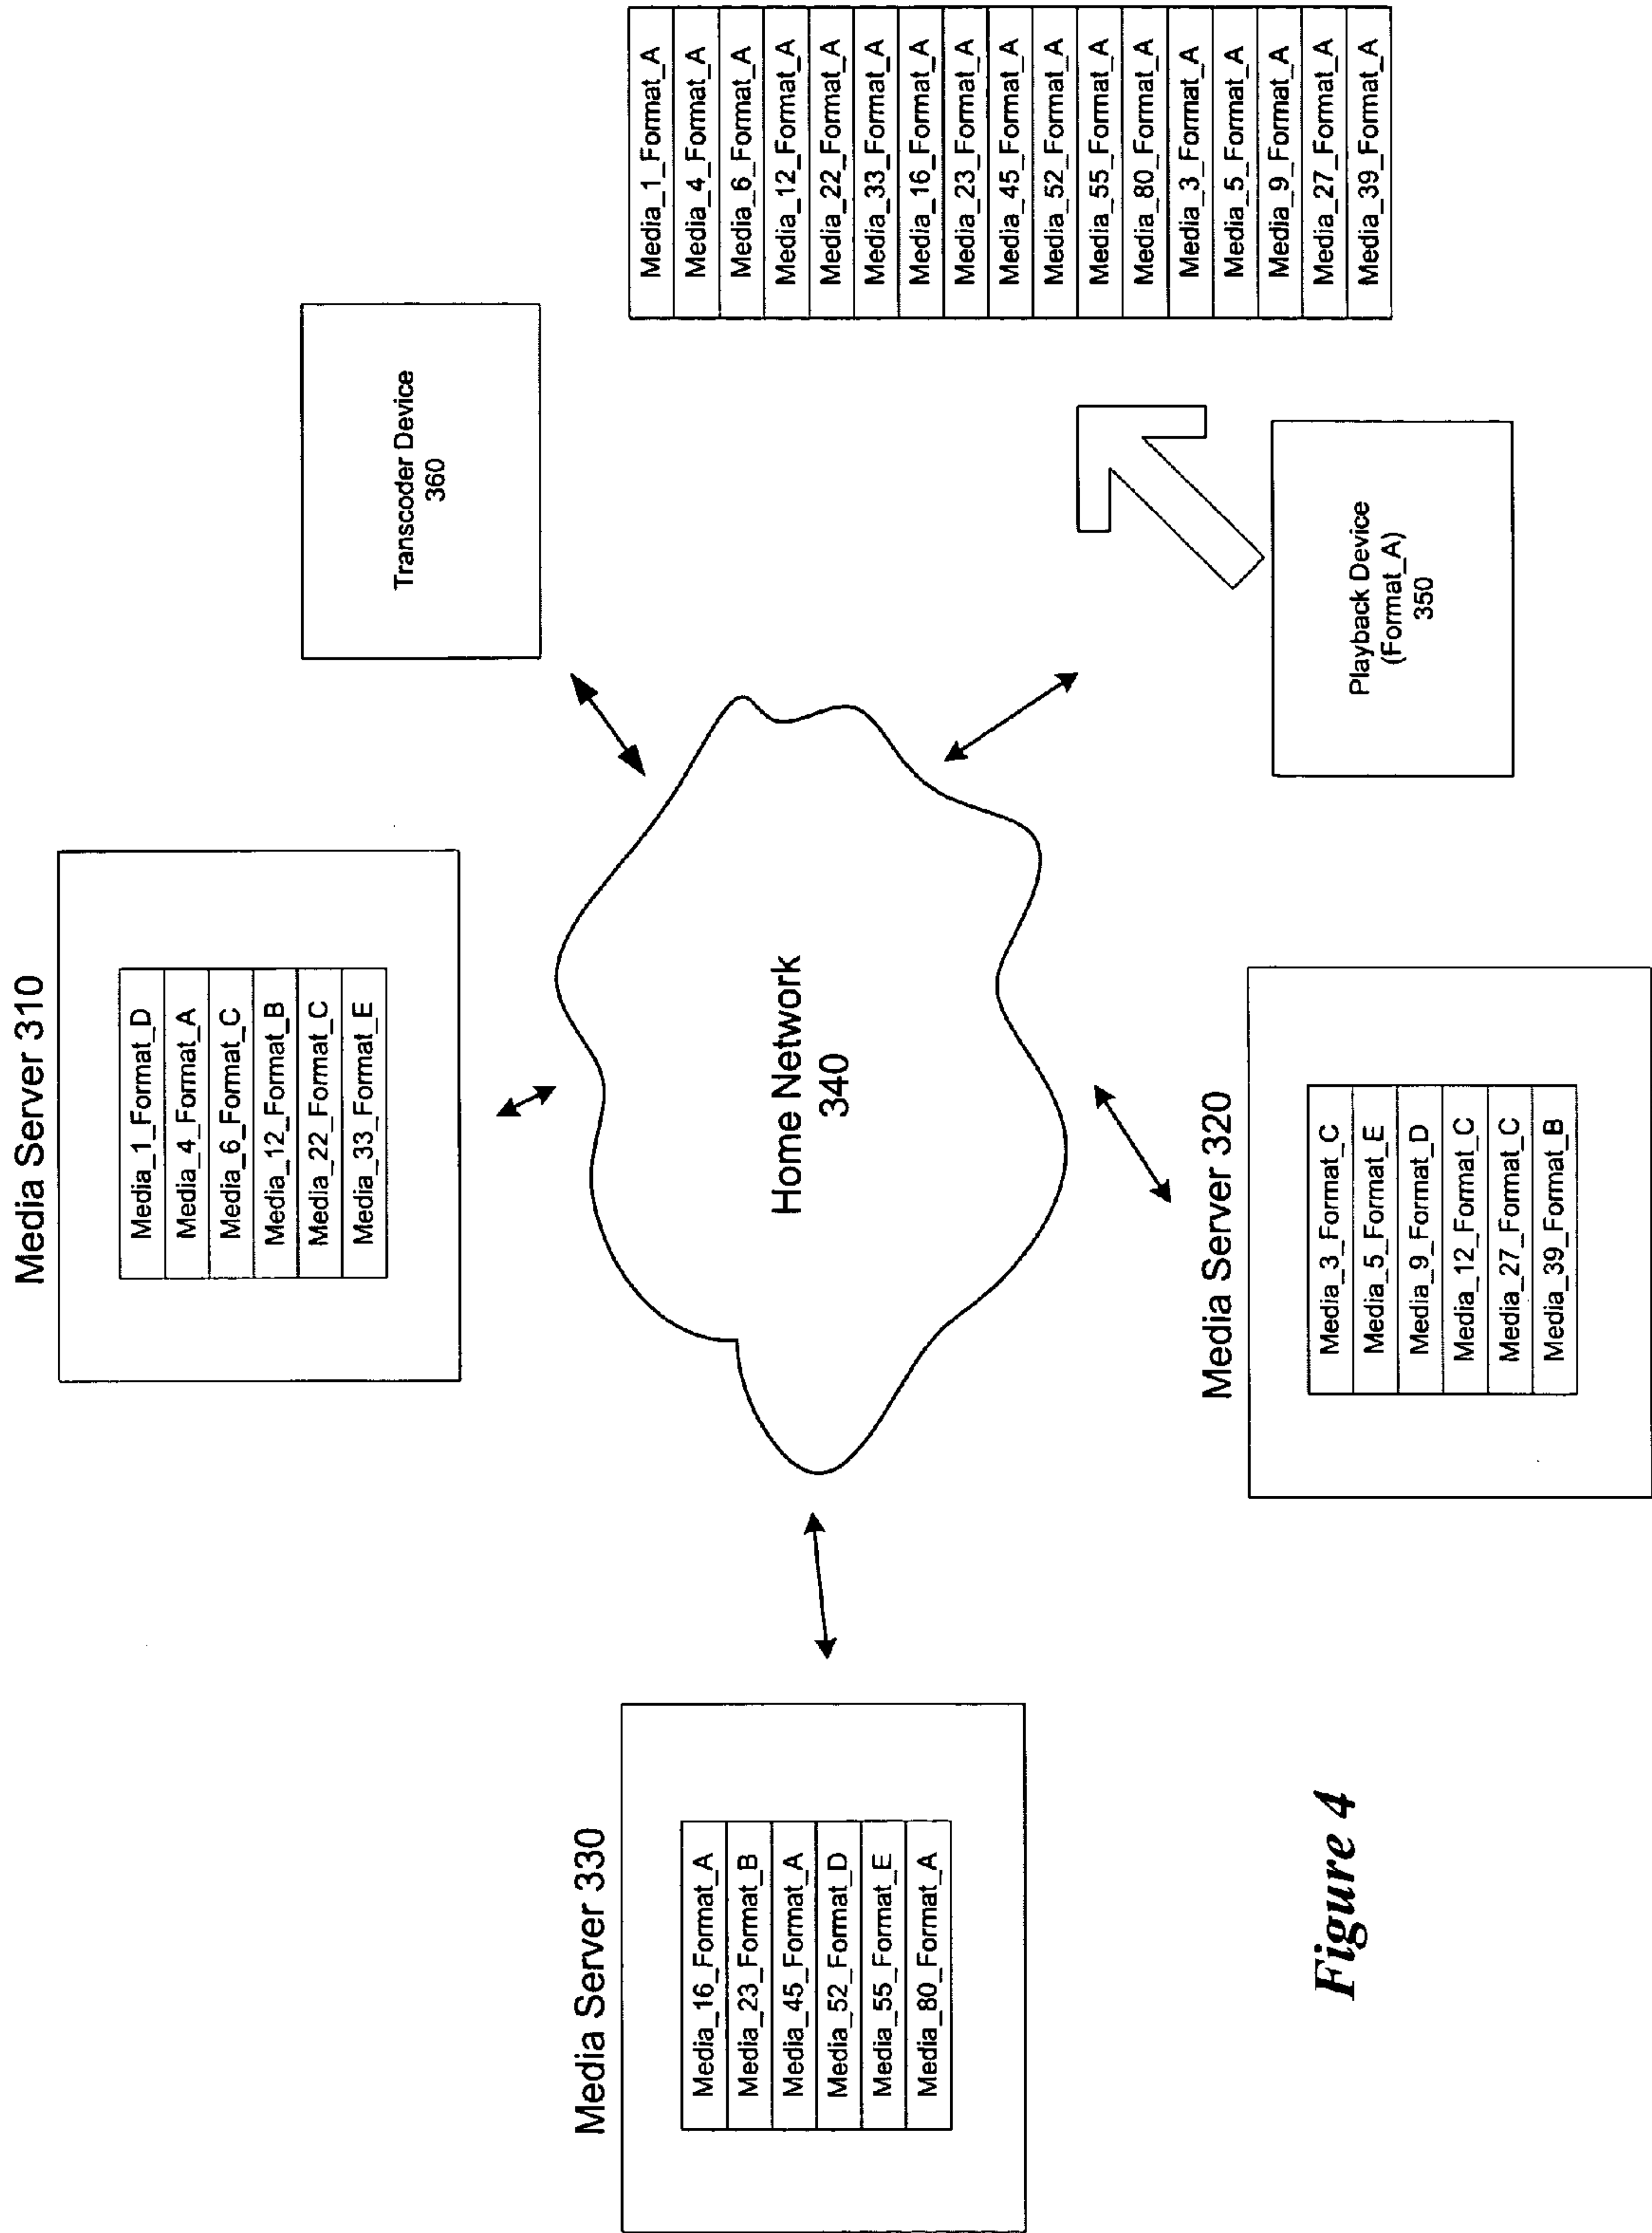 Media Server 310
Media_1_Format_D
Media_4_Format_A
Media_6_Format_C
Media_12_Format_B
Media_22_Format_C
Media_33_Format_E
Transcoder Device
360
Media Server 330
Media_16_Format_A
Media_23_Format_B
Media_45_Format_A
Media_52_Format_D
Media_55_Format_E
Media_80_Format_A
Home Network
340
Media_1_Format_A
Media_4_Format_A
Media_6_Format_A
Media_12_Format_A
Media_22_Format_A
Media_33_Format_A
Media_16_Format_A
Media_23_Format_A
Media_45_Format_A
Media_52_Format_A
Media_55_Format_A
Media_80_Format_A
Media_3_Format_A
Media_5_Format_A
Media_9_Format_A
Media_27_Format_A
Media_39_Format_A
Media Server 320
Media_3_Format_C
Media_5_Format_E
Media_9_Format_D
Media_12_Format_C
Media_27_Format_C
Media_39_Format_B
Playback Device
(Format_A)
350
Figure 4